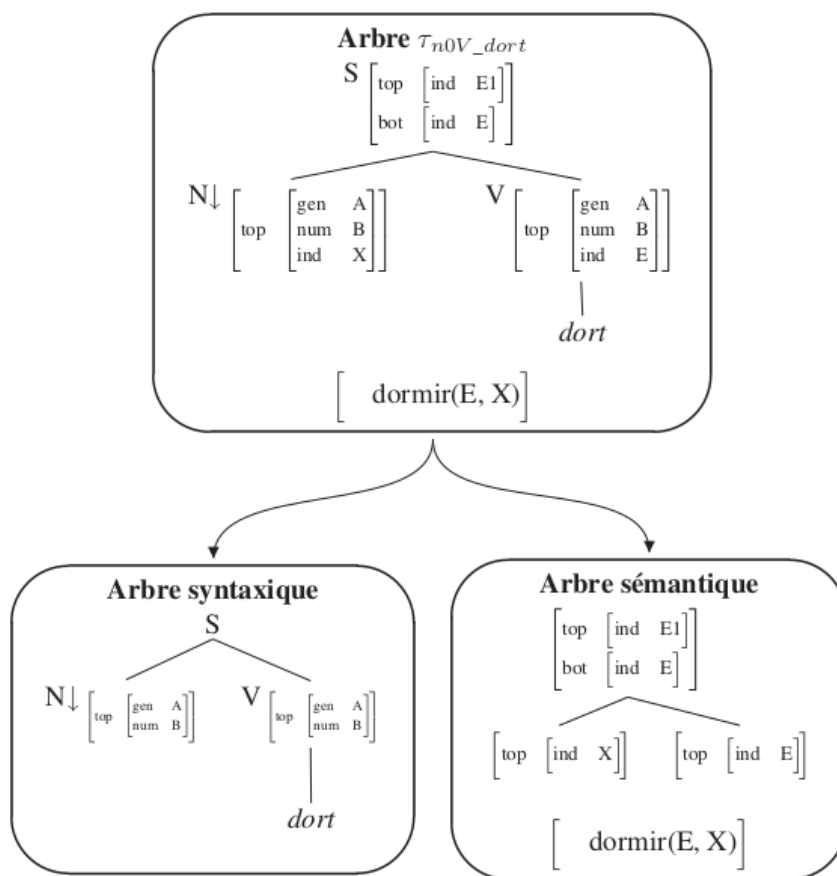 Arbre τn0V_dort
S [top [ind E1]
bot [ind E]]
N↓ [top [gen A
num B
ind X]]
V [top [gen A
num B
ind E]]
dort
[ dormir(E, X)]
Arbre syntaxique
S
N↓ [top [gen A
num B]]
V [top [gen A
num B]]
dort
Arbre sémantique
[top [ind E1]
bot [ind E]]
[top [ind X]] [top [ind E]]
[ dormir(E, X)]